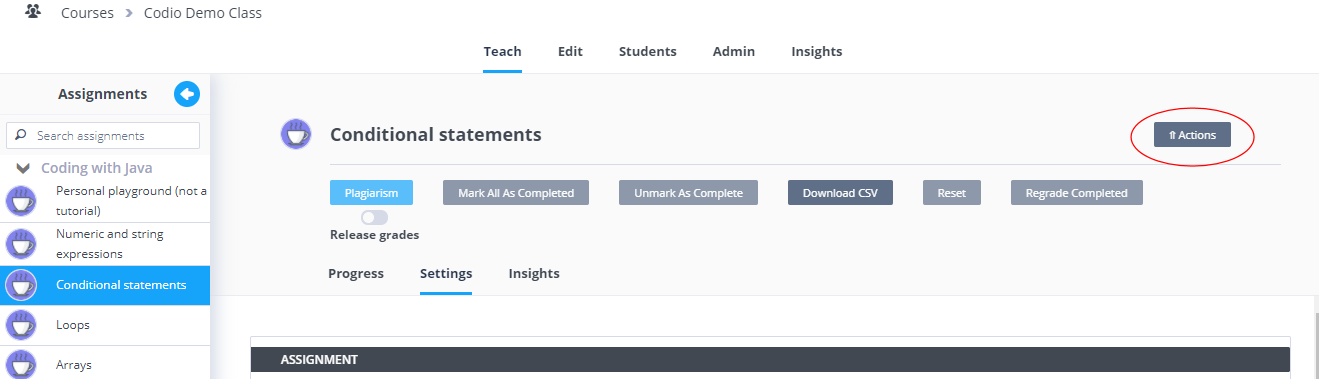 Courses > Codio Demo Class
Teach Edit Students Admin Insights
Assignments
Search assignments
Coding with Java
Personal playground (not a
tutorial)
Numeric and string
expressions
Conditional statements
Loops
Arrays
Conditional statements
⇑ Actions
Plagiarism Mark All As Completed Unmark As Complete Download CSV Reset Regrade Completed
Release grades
Progress Settings Insights
ASSIGNMENT